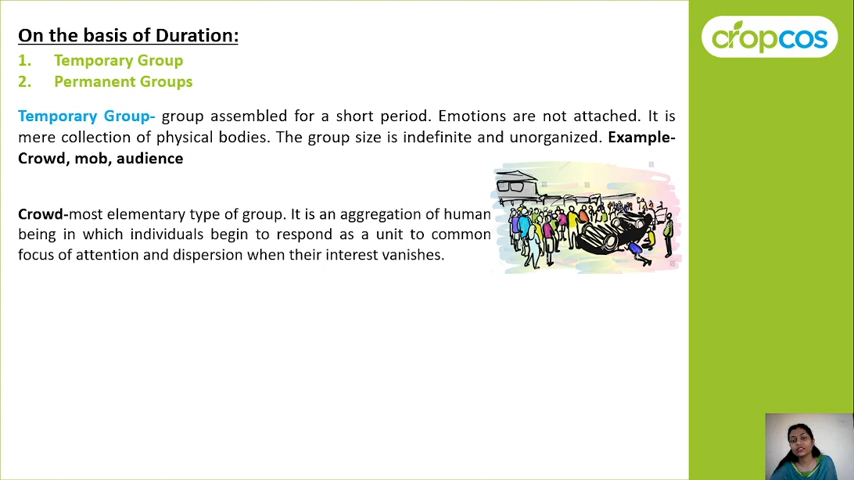 On the basis of Duration:
1. Temporary Group
2. Permanent Groups
Temporary Group- group assembled for a short period. Emotions are not attached. It is
mere collection of physical bodies. The group size is indefinite and unorganized. Example-
Crowd, mob, audience
Crowd-most elementary type of group. It is an aggregation of human
being in which individuals begin to respond as a unit to common
focus of attention and dispersion when their interest vanishes.
cropcos